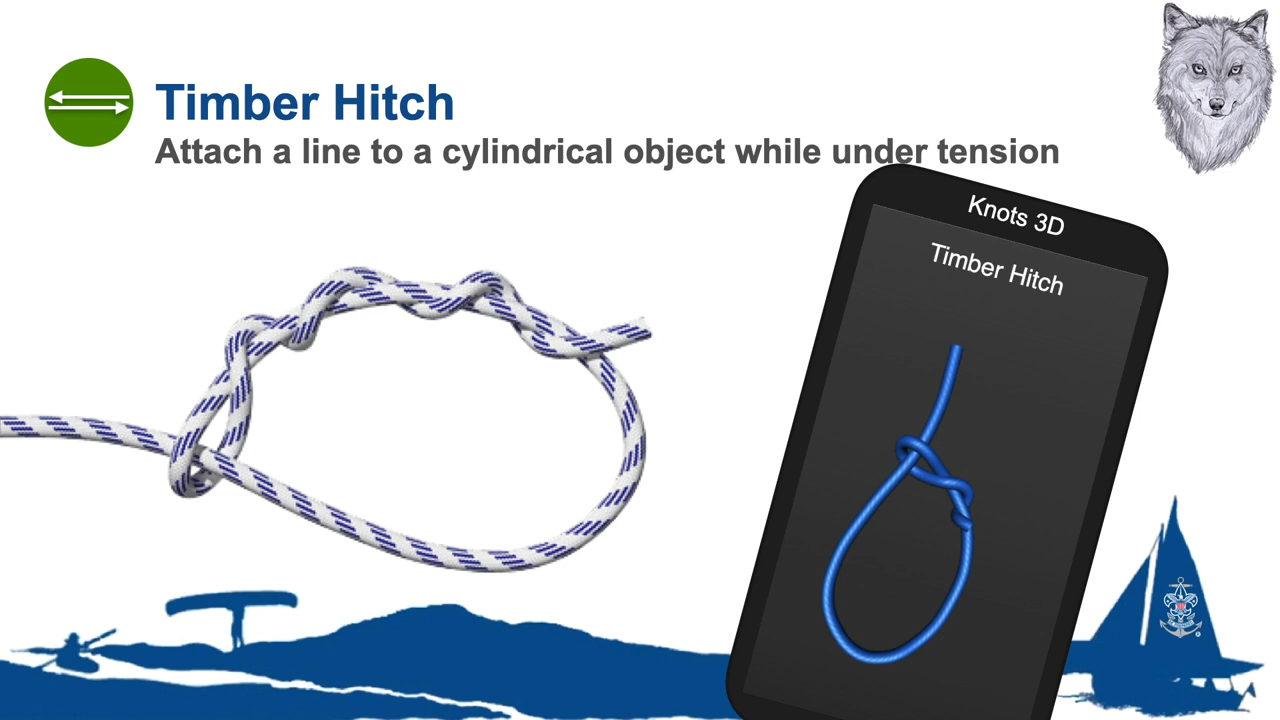 Timber Hitch
Attach a line to a cylindrical object while under tension
Knots 3D
Timber Hitch